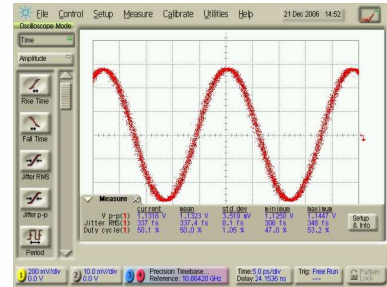 File Control Setup Measure Calibrate Utilities Help 21 Dec 2006 14:52
Oscilloscope Mode
Time
Amplitude
Rise Time
Fall Time
Jitter RMS
Jitter p-p
Period
Measure
current mean std dev minimum maximum
V p-p(1) 1.1318 V 1.1323 V 3.519 mV 1.1250 V 1.1447 V
Jitter RMS(1) 337 fs 337.4 fs 8.1 fs 306 fs 348 fs
Duty cycle(1) 50.1 % 50.0 % 1.05 % 47.0 % 53.2 %
Setup & Info
1 200 mV/div 0.0 V
2 10.0 mV/div 0.0 V
3 4 Precision Timebase... Reference: 10.66420 GHz
Time:5.0 ps/div Delay:24.1536 ns
Trig: Free Run
Pattern Lock